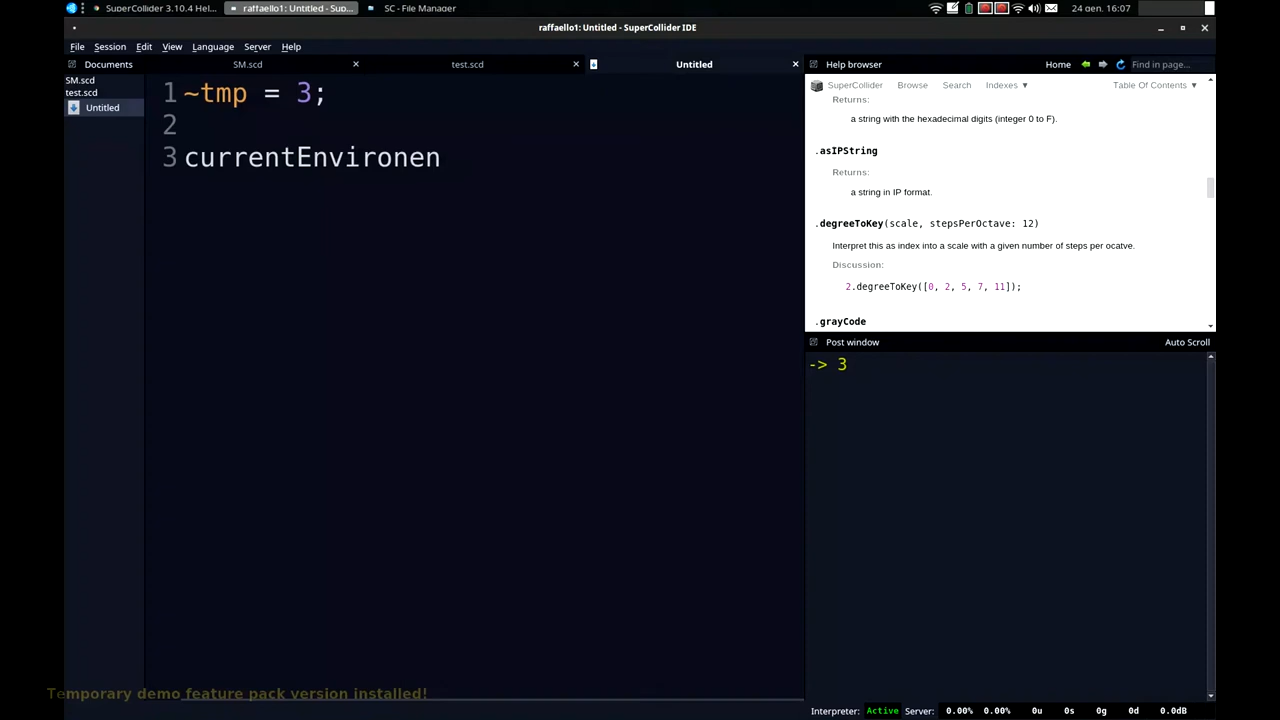 SuperCollider 3.10.4 Hel...
raffaello1: Untitled - Sup...
SC - File Manager
24 gen. 16:07
raffaello1: Untitled - SuperCollider IDE
File Session Edit View Language Server Help
Documents
SM.scd
test.scd
Untitled
SM.scd
test.scd
Untitled
1 ~tmp = 3;
2
3 currentEnvironen
Help browser
Home
Find in page...
SuperCollider Browse Search Indexes ▼ Table Of Contents ▼
Returns:
a string with the hexadecimal digits (integer 0 to F).
.asIPString
Returns:
a string in IP format.
.degreeToKey(scale, stepsPerOctave: 12)
Interpret this as index into a scale with a given number of steps per ocatve.
Discussion:
2.degreeToKey([0, 2, 5, 7, 11]);
.grayCode
Post window
Auto Scroll
-> 3
Temporary demo feature pack version installed!
Interpreter: Active Server: 0.00% 0.00% 0u 0s 0g 0d 0.0dB